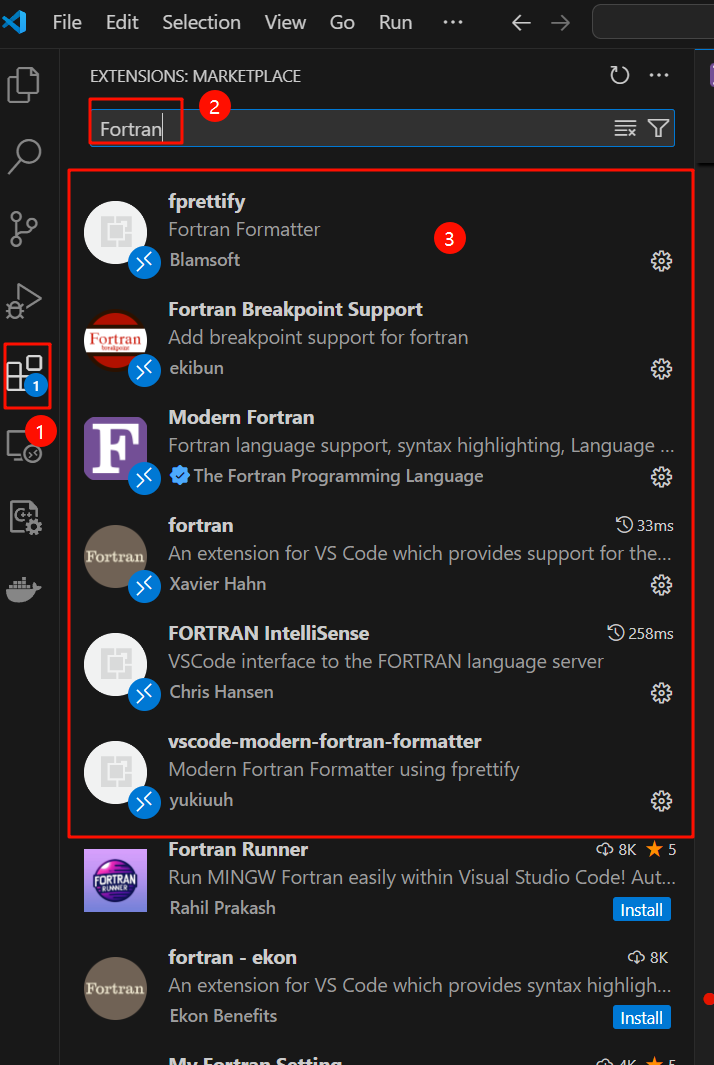 File Edit Selection View Go Run ···
EXTENSIONS: MARKETPLACE
2
Fortran
fprettify
Fortran Formatter
3
Blamsoft
Fortran Breakpoint Support
Fortran
breakpoint
Add breakpoint support for fortran
ekibun
1
1
Modern Fortran
F
Fortran language support, syntax highlighting, Language ...
The Fortran Programming Language
C++
fortran 33ms
Fortran
An extension for VS Code which provides support for the...
Xavier Hahn
FORTRAN IntelliSense 258ms
VSCode interface to the FORTRAN language server
Chris Hansen
vscode-modern-fortran-formatter
Modern Fortran Formatter using fprettify
yukiuuh
Fortran Runner 8K 5
FORTRAN
RUNNER
Run MINGW Fortran easily within Visual Studio Code! Aut...
Rahil Prakash Install
fortran - ekon 8K
Fortran
An extension for VS Code which provides syntax highligh...
Ekon Benefits Install
My Fortran Setting 4K 5